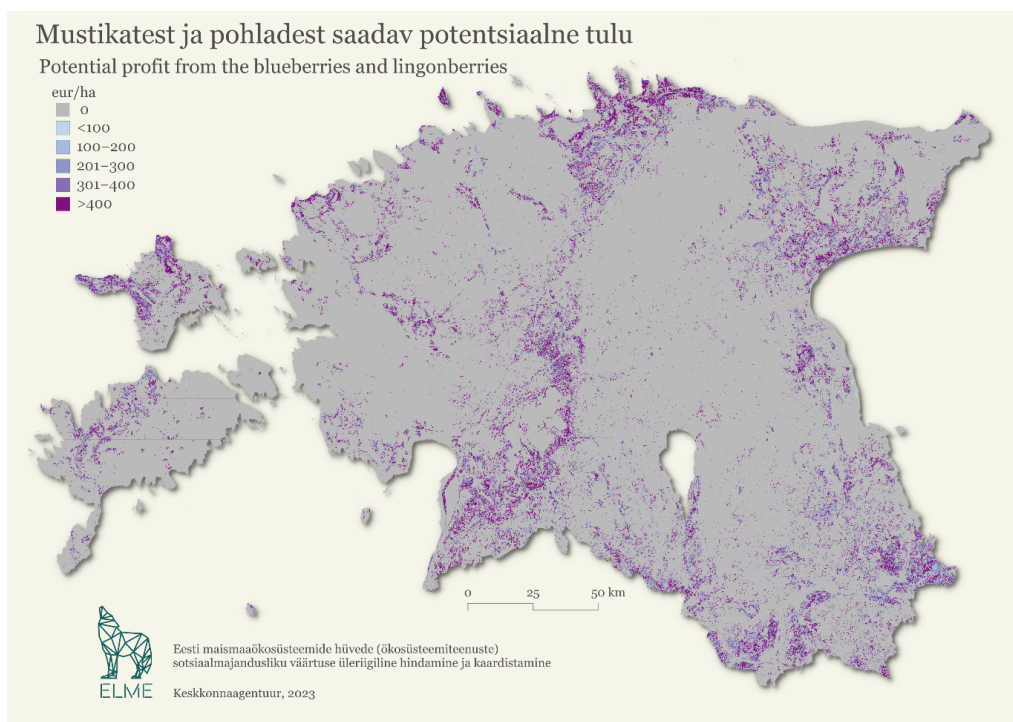 Mustikatest ja pohladest saadav potentsiaalne tulu
Potential profit from the blueberries and lingonberries
eur/ha
0
<100
100–200
201–300
301–400
>400
0 25 50 km
Eesti maismaaökosüsteemide hüvede (ökosüsteemiteenuste)
sotsiaalmajandusliku väärtuse üleriigiline hindamine ja kaardistamine
ELME
Keskkonnaagentuur, 2023